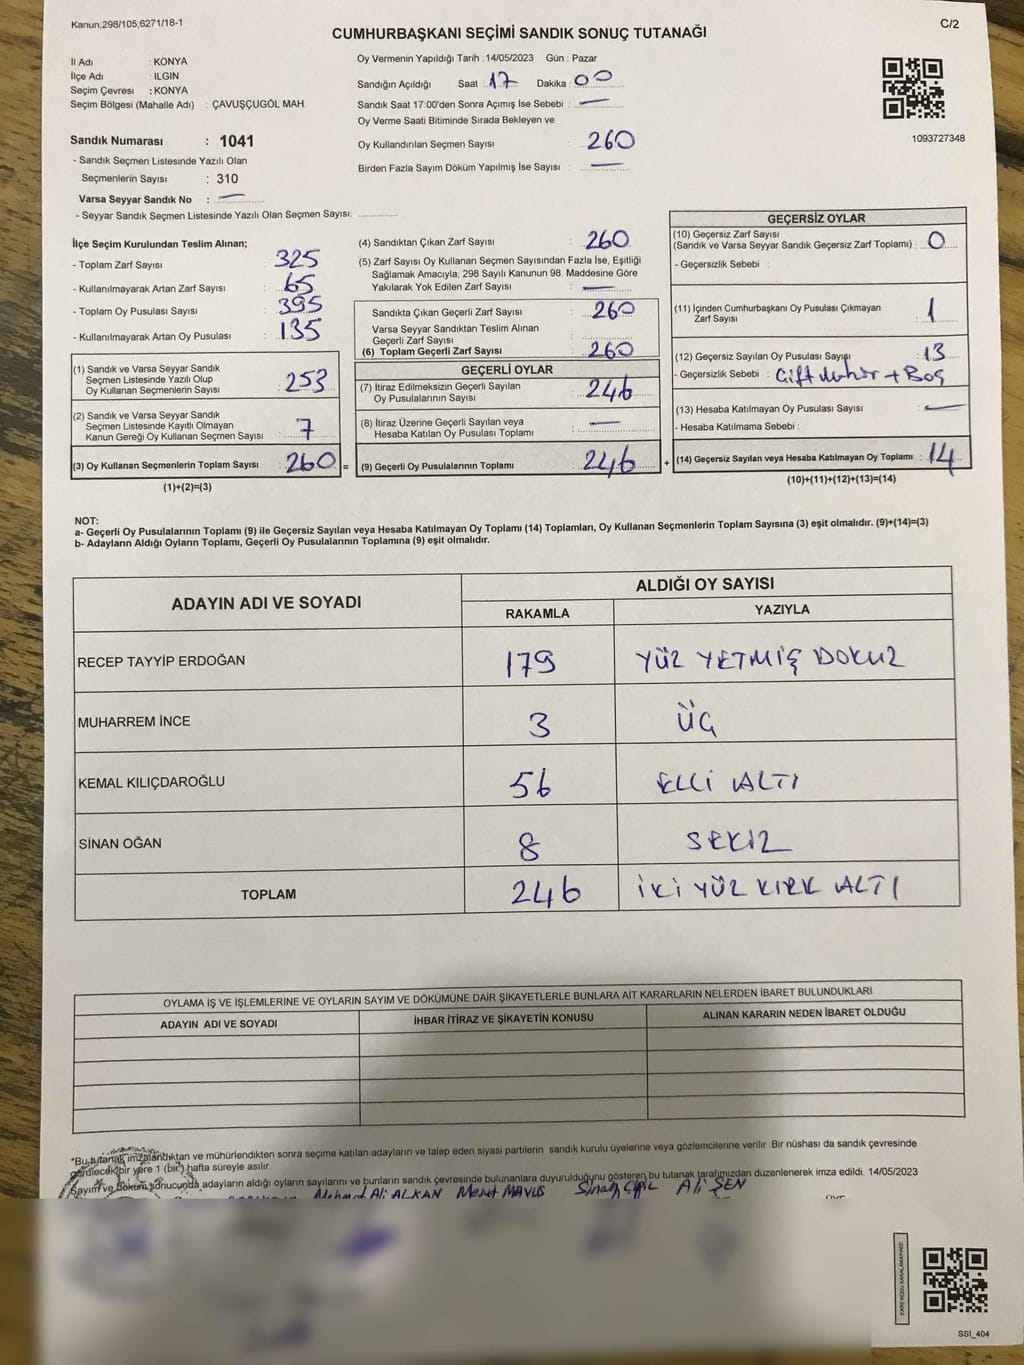 Kanun;298/105,6271/18-1
C/2
CUMHURBAŞKANI SEÇİMİ SANDIK SONUÇ TUTANAĞI
İl Adı : KONYA
İlçe Adı : ILGIN
Seçim Çevresi : KONYA
Seçim Bölgesi (Mahalle Adı) : ÇAVUŞÇUGÖL MAH.
Sandık Numarası : 1041
- Sandık Seçmen Listesinde Yazılı Olan
Seçmenlerin Sayısı : 310
Varsa Seyyar Sandık No : —
- Seyyar Sandık Seçmen Listesinde Yazılı Olan Seçmen Sayısı:
Oy Vermenin Yapıldığı Tarih :14/05/2023 Gün : Pazar
Sandığın Açıldığı Saat : 17 Dakika : 00
Sandık Saat 17:00'den Sonra Açımış İse Sebebi : —
Oy Verme Saati Bitiminde Sırada Bekleyen ve
Oy Kullandırılan Seçmen Sayısı : 260
Birden Fazla Sayım Döküm Yapılmış İse Sayısı : —
1093727348
İlçe Seçim Kurulundan Teslim Alınan;
- Toplam Zarf Sayısı : 325
- Kullanılmayarak Artan Zarf Sayısı : 65
- Toplam Oy Pusulası Sayısı : 395
- Kullanılmayarak Artan Oy Pusulası : 135
(1) Sandık ve Varsa Seyyar Sandık
Seçmen Listesinde Yazılı Olup
Oy Kullanan Seçmenlerin Sayısı : 253
(2) Sandık ve Varsa Seyyar Sandık
Seçmen Listesinde Kayıtlı Olmayan
Kanun Gereği Oy Kullanan Seçmen Sayısı : 7
(3) Oy Kullanan Seçmenlerin Toplam Sayısı : 260 =
(1)+(2)=(3)
(4) Sandıktan Çıkan Zarf Sayısı : 260
(5) Zarf Sayısı Oy Kullanan Seçmen Sayısından Fazla İse, Eşitliği
Sağlamak Amacıyla, 298 Sayılı Kanunun 98. Maddesine Göre
Yakılarak Yok Edilen Zarf Sayısı : —
Sandıkta Çıkan Geçerli Zarf Sayısı : 260
Varsa Seyyar Sandıktan Teslim Alınan
Geçerli Zarf Sayısı :
(6) Toplam Geçerli Zarf Sayısı : 260
GEÇERLİ OYLAR
(7) İtiraz Edilmeksizin Geçerli Sayılan
Oy Pusulalarının Sayısı : 246
(8) İtiraz Üzerine Geçerli Sayılan veya
Hesaba Katılan Oy Pusulası Toplamı : —
(9) Geçerli Oy Pusulalarının Toplamı : 246 +
GEÇERSİZ OYLAR
(10) Geçersiz Zarf Sayısı
(Sandık ve Varsa Seyyar Sandık Geçersiz Zarf Toplamı) : 0
- Geçersizlik Sebebi :
(11) İçinden Cumhurbaşkanı Oy Pusulası Çıkmayan
Zarf Sayısı : 1
(12) Geçersiz Sayılan Oy Pusulası Sayısı : 13
- Geçersizlik Sebebi : Çift Mühür + Boş
(13) Hesaba Katılmayan Oy Pusulası Sayısı : —
- Hesaba Katılmama Sebebi :
(14) Geçersiz Sayılan veya Hesaba Katılmayan Oy Toplamı : 14
(10)+(11)+(12)+(13)=(14)
NOT:
a- Geçerli Oy Pusulalarının Toplamı (9) ile Geçersiz Sayılan veya Hesaba Katılmayan Oy Toplamı (14) Toplamları, Oy Kullanan Seçmenlerin Toplam Sayısına (3) eşit olmalıdır. (9)+(14)=(3)
b- Adayların Aldığı Oyların Toplamı, Geçerli Oy Pusulalarının Toplamına (9) eşit olmalıdır.
ADAYIN ADI VE SOYADI
ALDIĞI OY SAYISI
RAKAMLA YAZIYLA
RECEP TAYYİP ERDOĞAN 179 YÜZ YETMİŞ DOKUZ
MUHARREM İNCE 3 ÜÇ
KEMAL KILIÇDAROĞLU 56 ELLİ ALTI
SİNAN OĞAN 8 SEKİZ
TOPLAM 246 İKİ YÜZ KIRK ALTI
OYLAMA İŞ VE İŞLEMLERİNE VE OYLARIN SAYIM VE DÖKÜMÜNE DAİR ŞİKAYETLERLE BUNLARA AİT KARARLARIN NELERDEN İBARET BULUNDUKLARI
ADAYIN ADI VE SOYADI İHBAR İTİRAZ VE ŞİKAYETİN KONUSU ALINAN KARARIN NEDEN İBARET OLDUĞU
*Bu tutanak imzalandıktan ve mühürlendikten sonra seçime katılan adayların ve talep eden siyasi partilerin sandık kurulu üyelerine veya gözlemcilerine verilir. Bir nüshası da sandık çevresinde
görülecek bir yere 1 (bir) hafta süreyle asılır.
Sayım ve döküm sonucunda adayların aldığı oyların sayılarını ve bunların sandık çevresinde bulunanlara duyurulduğunu gösteren bu tutanak tarafımızdan düzenlenerek imza edildi. 14/05/2023
Mehmet Ali ALKAN Ali ŞEN
KARE KODU KARALAMAYINIZ!
SSİ_404